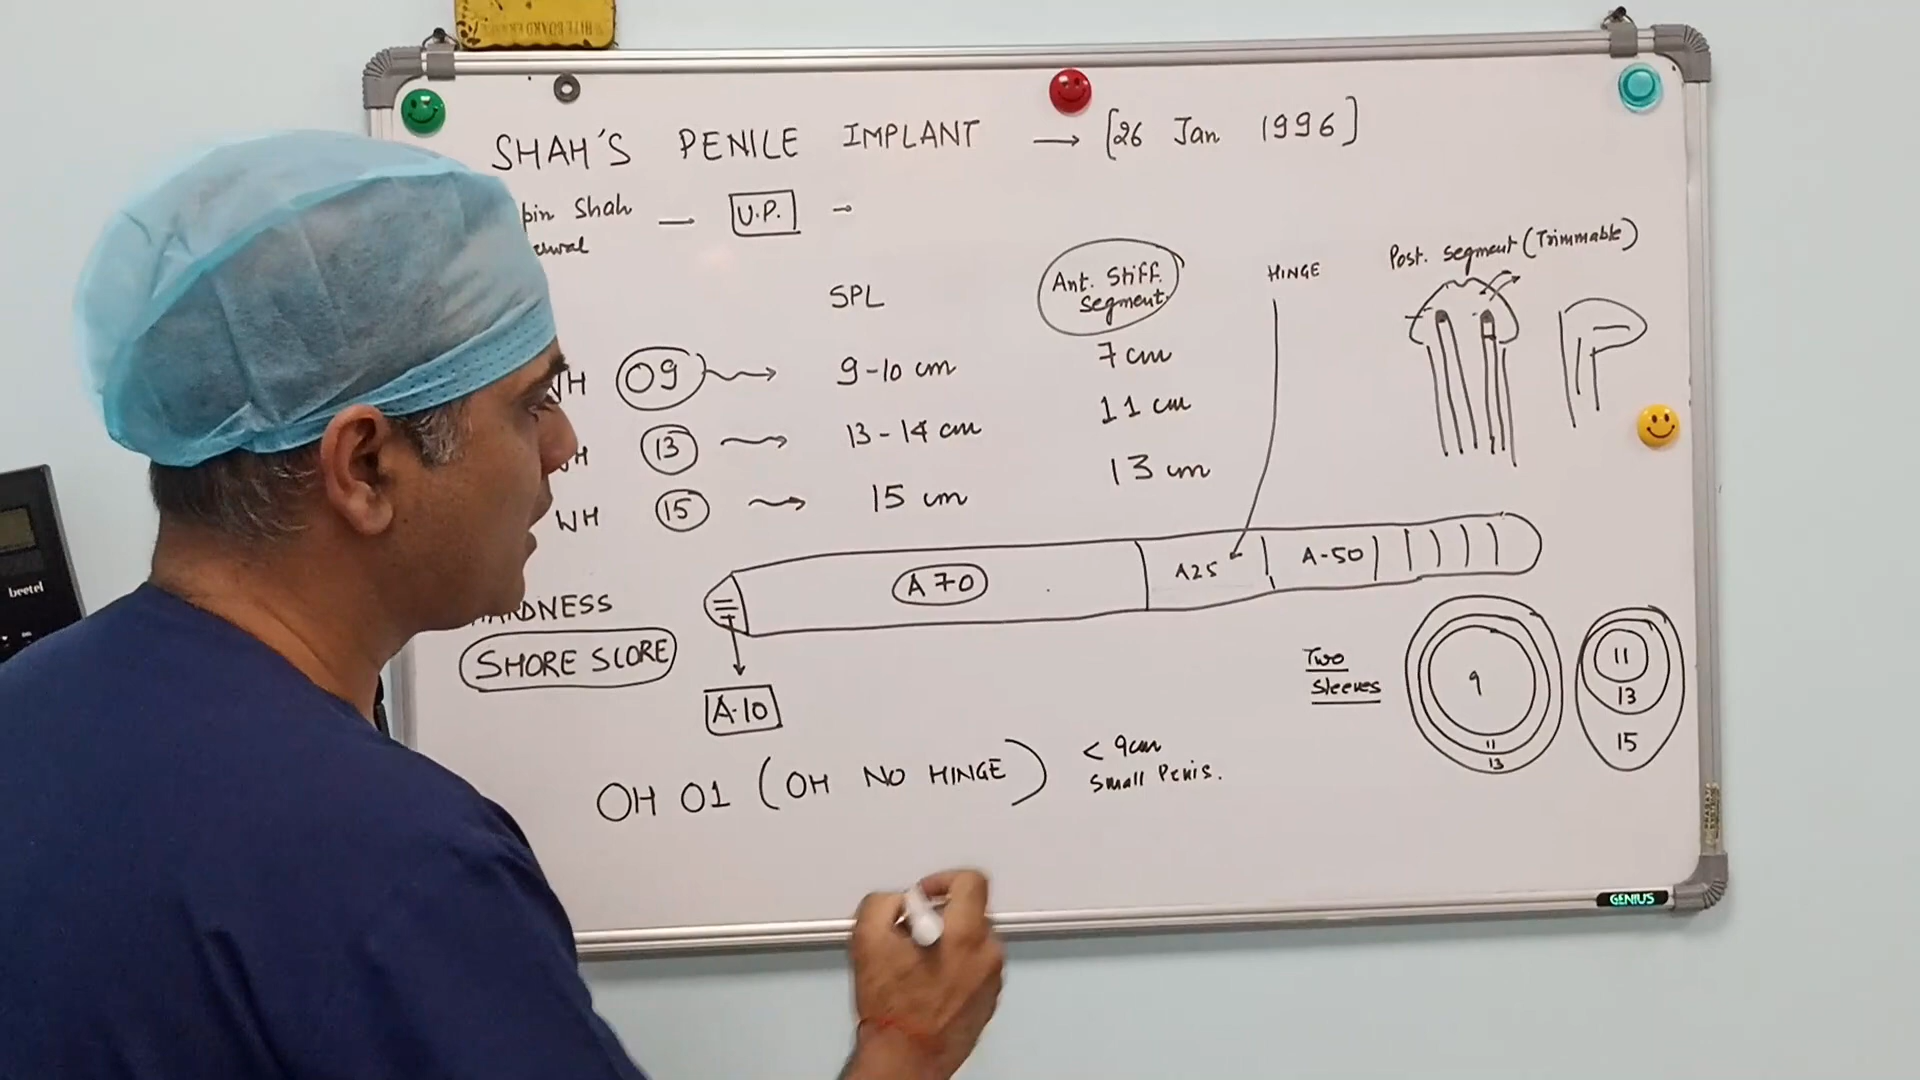 SHAH'S PENILE IMPLANT → [26 Jan 1996]
pin Shah — U.P. →
SPL
Ant. Stiff. Segment.
HINGE
Post. Segment (Trimmable)
09 → 9-10 cm 7 cm
13 → 13-14 cm 11 cm
WH 15 → 15 cm 13 cm
A 70 A25 A-50
SHORE SCORE
A-10
Two Sleeves
9
11
13
11
13
15
OH 01 (OH NO HINGE) < 9cm
Small Penis.
beetel
GENIUS